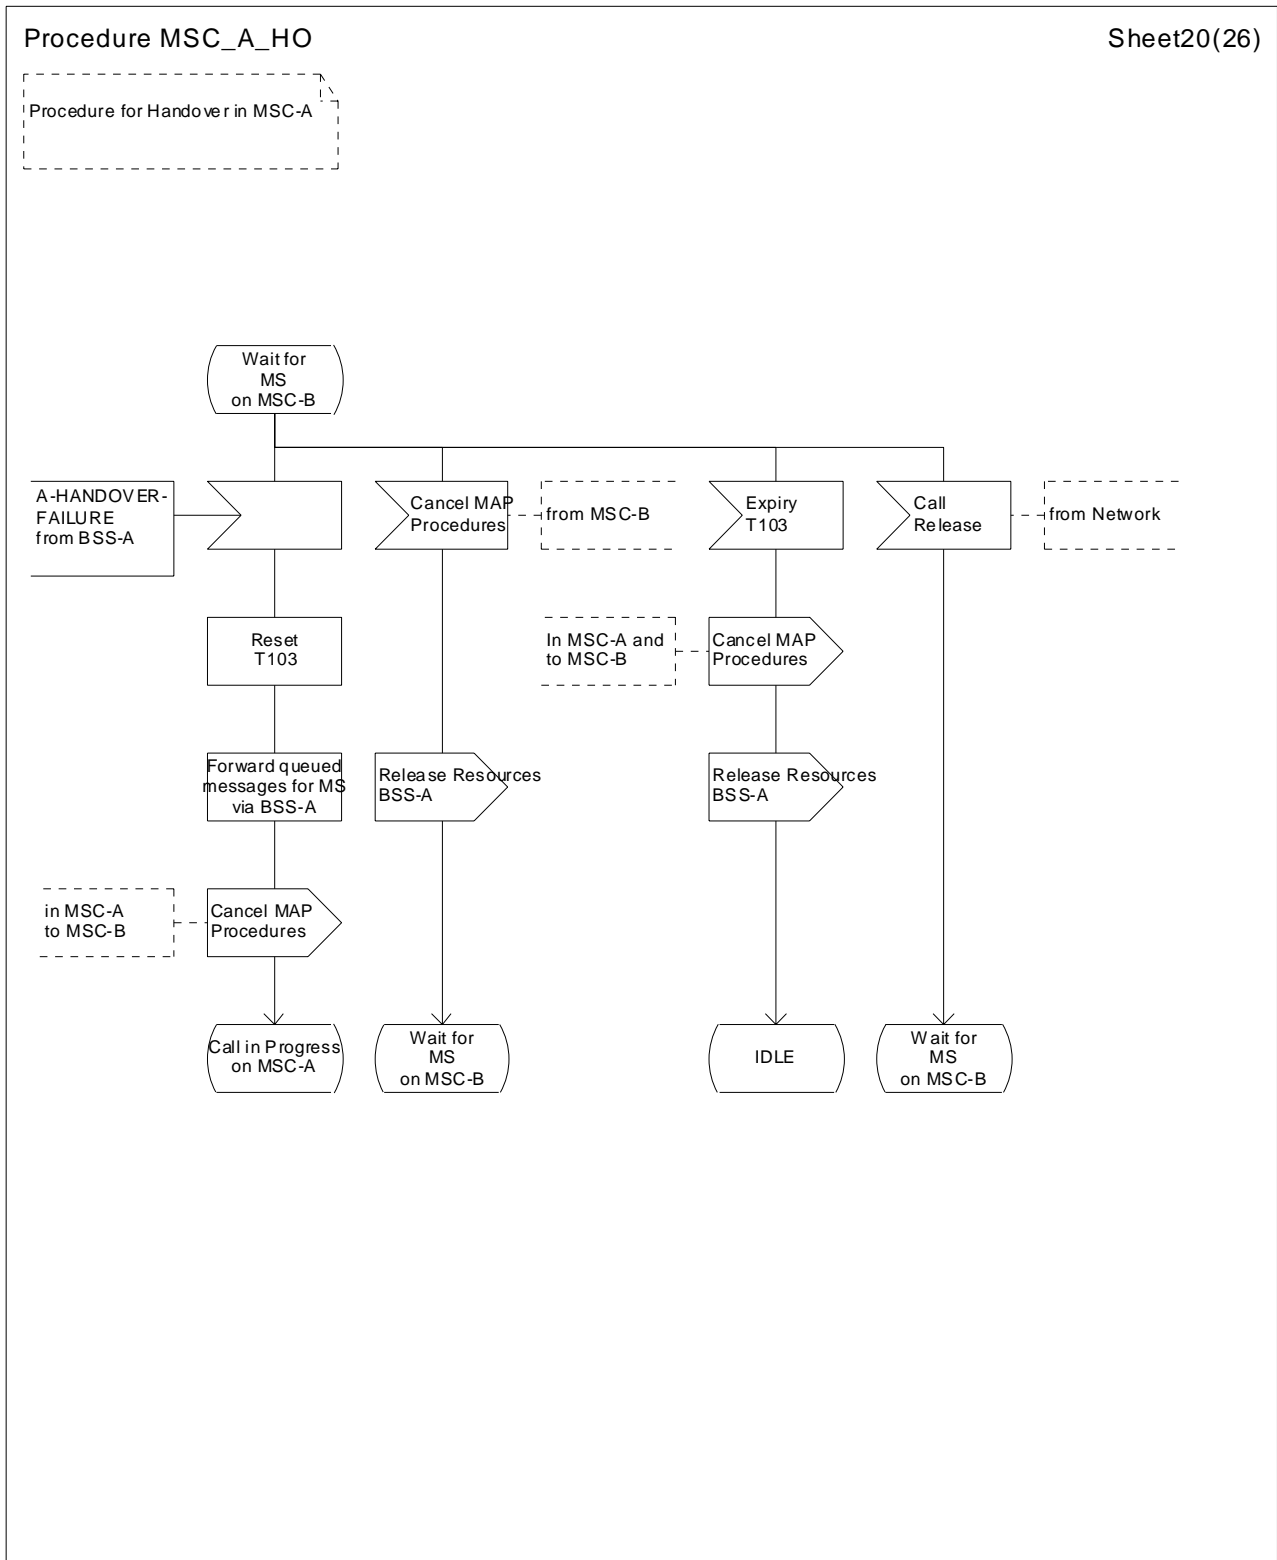 Procedure MSC_A_HO
Sheet20(26)
Procedure for Handover in MSC-A
Wait for
MS
on MSC-B
A-HANDOVER-
FAILURE
from BSS-A
Cancel MAP
Procedures
from MSC-B
Expiry
T103
Call
Release
from Network
Reset
T103
In MSC-A and
to MSC-B
Cancel MAP
Procedures
Forward queued
messages for MS
via BSS-A
Release Resources
BSS-A
Release Resources
BSS-A
in MSC-A
to MSC-B
Cancel MAP
Procedures
Call in Progress
on MSC-A
Wait for
MS
on MSC-B
IDLE
Wait for
MS
on MSC-B